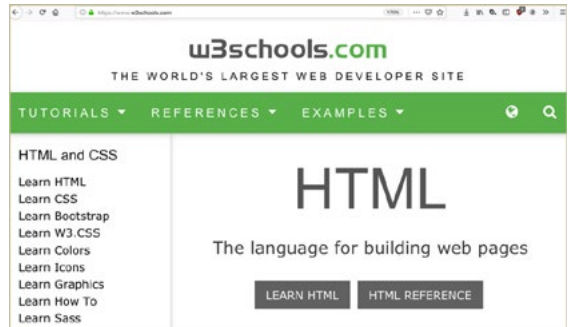 https://www.w3schools.com
w3schools.com
THE WORLD'S LARGEST WEB DEVELOPER SITE
TUTORIALS REFERENCES EXAMPLES
HTML and CSS
Learn HTML
Learn CSS
Learn Bootstrap
Learn W3.CSS
Learn Colors
Learn Icons
Learn Graphics
Learn How To
Learn Sass
HTML
The language for building web pages
LEARN HTML HTML REFERENCE